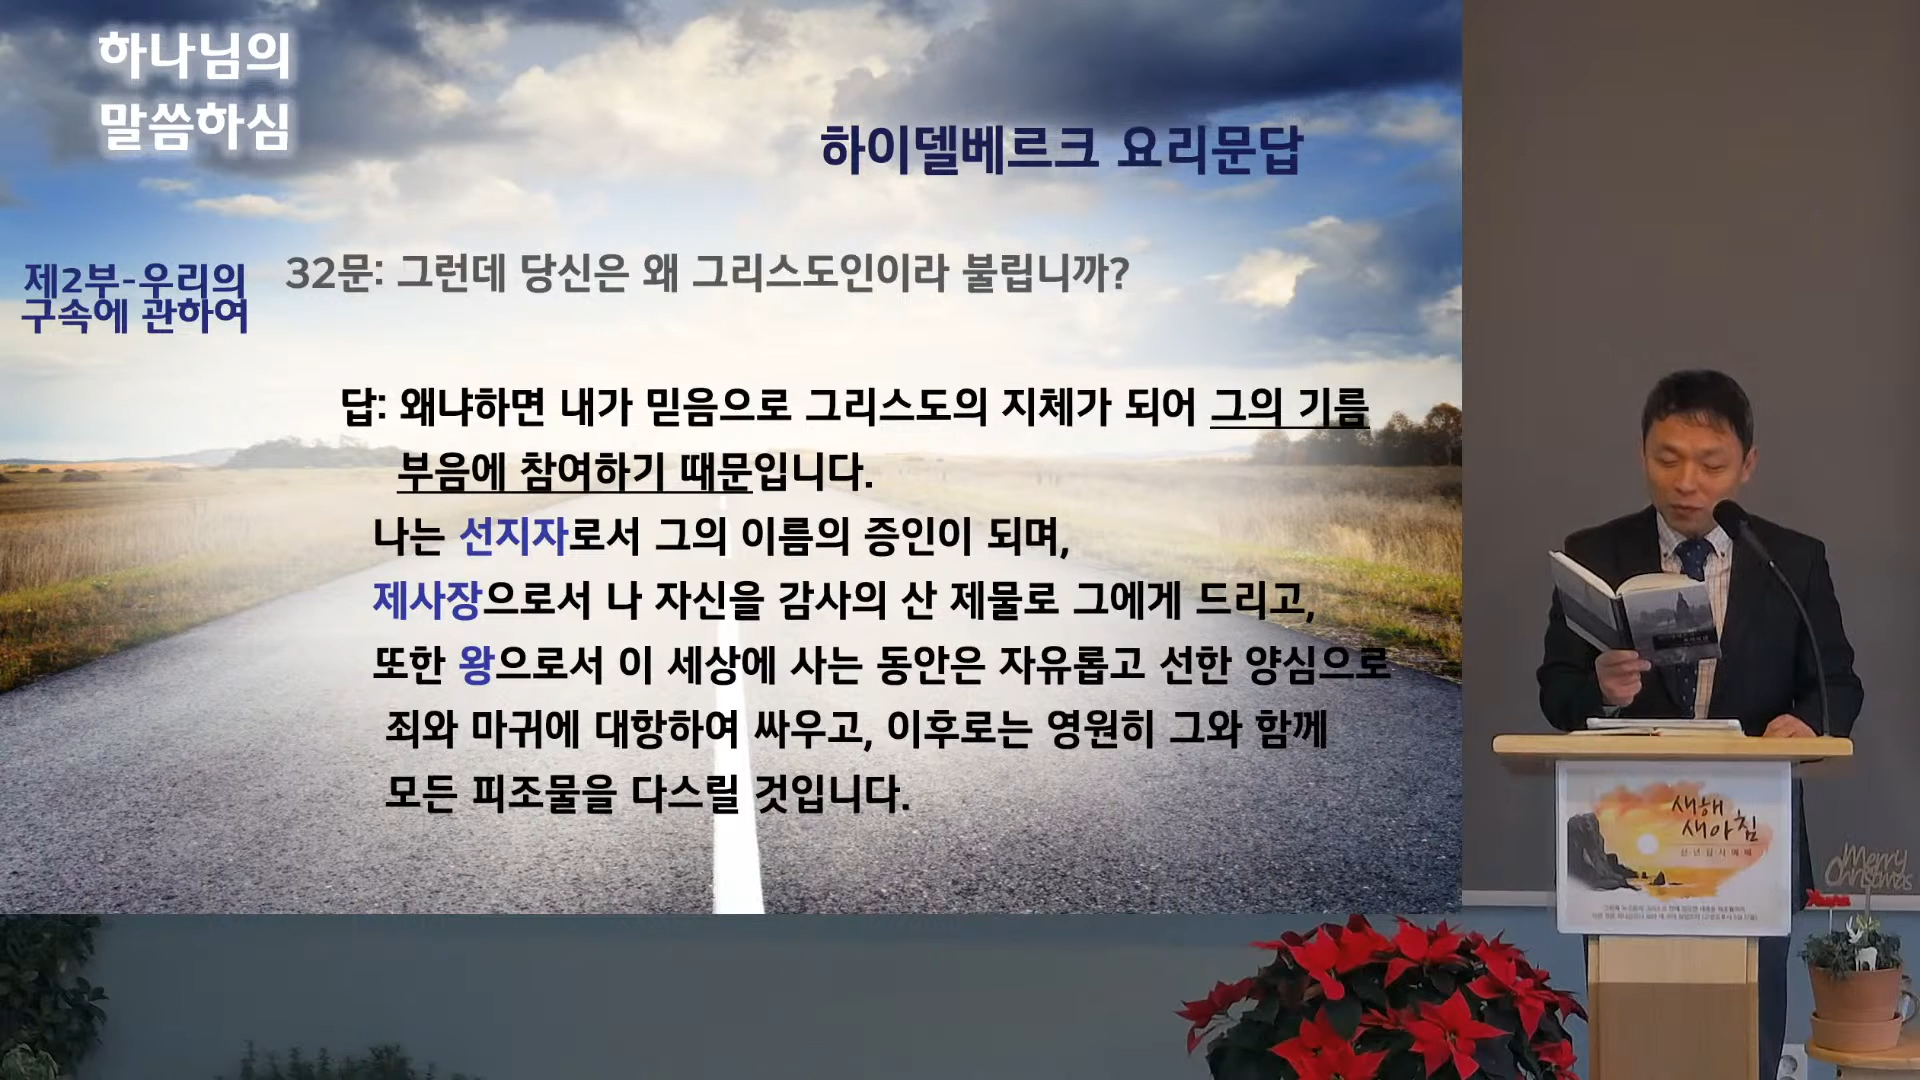 하나님의
말씀하심
하이델베르크 요리문답
제2부-우리의
구속에 관하여
32문: 그런데 당신은 왜 그리스도인이라 불립니까?
답: 왜냐하면 내가 믿음으로 그리스도의 지체가 되어 그의 기름
부음에 참여하기 때문입니다.
나는 선지자로서 그의 이름의 증인이 되며,
제사장으로서 나 자신을 감사의 산 제물로 그에게 드리고,
또한 왕으로서 이 세상에 사는 동안은 자유롭고 선한 양심으로
죄와 마귀에 대항하여 싸우고, 이후로는 영원히 그와 함께
모든 피조물을 다스릴 것입니다.
새해
새아침
신년감사예배
Merry
Christmas